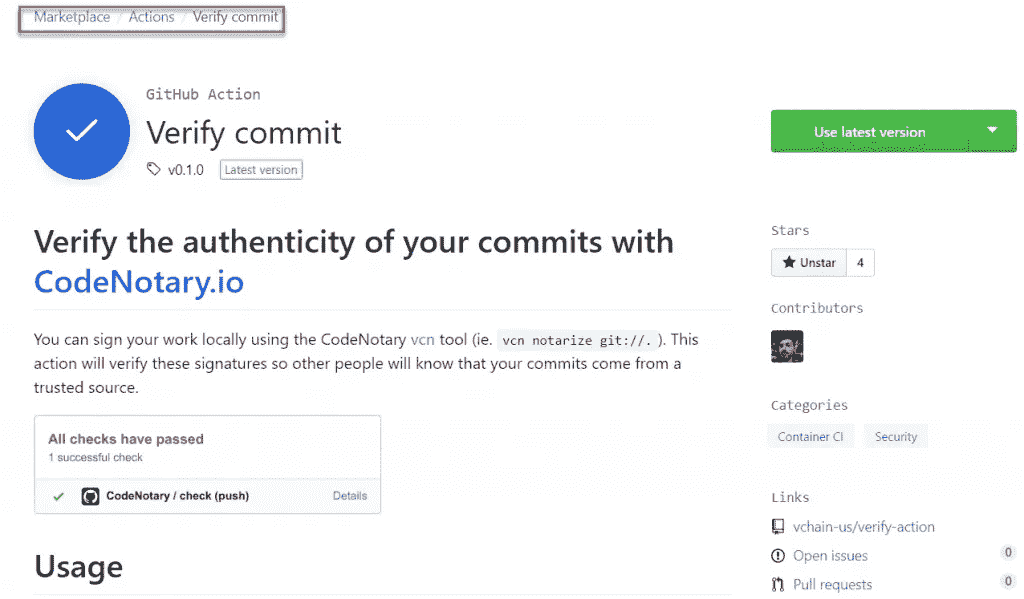 Marketplace / Actions / Verify commit
GitHub Action
Verify commit
v0.1.0 Latest version
Use latest version
Verify the authenticity of your commits with
CodeNotary.io
You can sign your work locally using the CodeNotary vcn tool (ie. vcn notarize git://. ). This
action will verify these signatures so other people will know that your commits come from a
trusted source.
All checks have passed
1 successful check
CodeNotary / check (push) Details
Usage
Stars
Unstar 4
Contributors
Categories
Container CI Security
Links
vchain-us/verify-action
Open issues 0
Pull requests 0